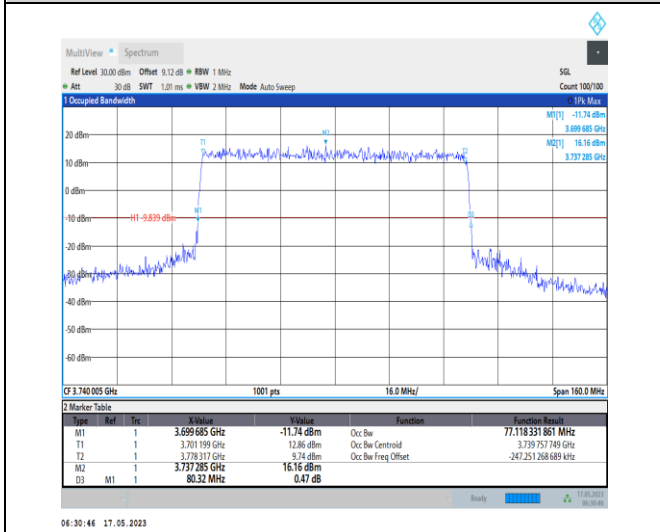 MultiView Spectrum
Ref Level 30.00 dBm Offset 9.12 dB RBW 1 MHz SGL
Att 30 dB SWT 1.01 ms VBW 2 MHz Mode Auto Sweep Count 100/100
1 Occupied Bandwidth 1Pk Max
M1[1] -11.74 dBm
3.699 685 GHz
M2[1] 16.16 dBm
3.737 285 GHz
20 dBm
M2
T1
T2
10 dBm
0 dBm
M1
-10 dBm
H1 -9.839 dBm
-20 dBm
-30 dBm
-40 dBm
-50 dBm
-60 dBm
CF 3.740 005 GHz 1001 pts 16.0 MHz/ Span 160.0 MHz
2 Marker Table
Type Ref Trc X-Value Y-Value Function Function Result
M1 1 3.699 685 GHz -11.74 dBm Occ Bw 77.118 331 861 MHz
T1 1 3.701 199 GHz 12.86 dBm Occ Bw Centroid 3.739 757 749 GHz
T2 1 3.778 317 GHz 9.74 dBm Occ Bw Freq Offset -247.251 268 689 kHz
M2 1 3.737 285 GHz 16.16 dBm
D3 M1 1 80.32 MHz 0.47 dB
Ready 17.05.2023
06:30:46
06:30:46 17.05.2023